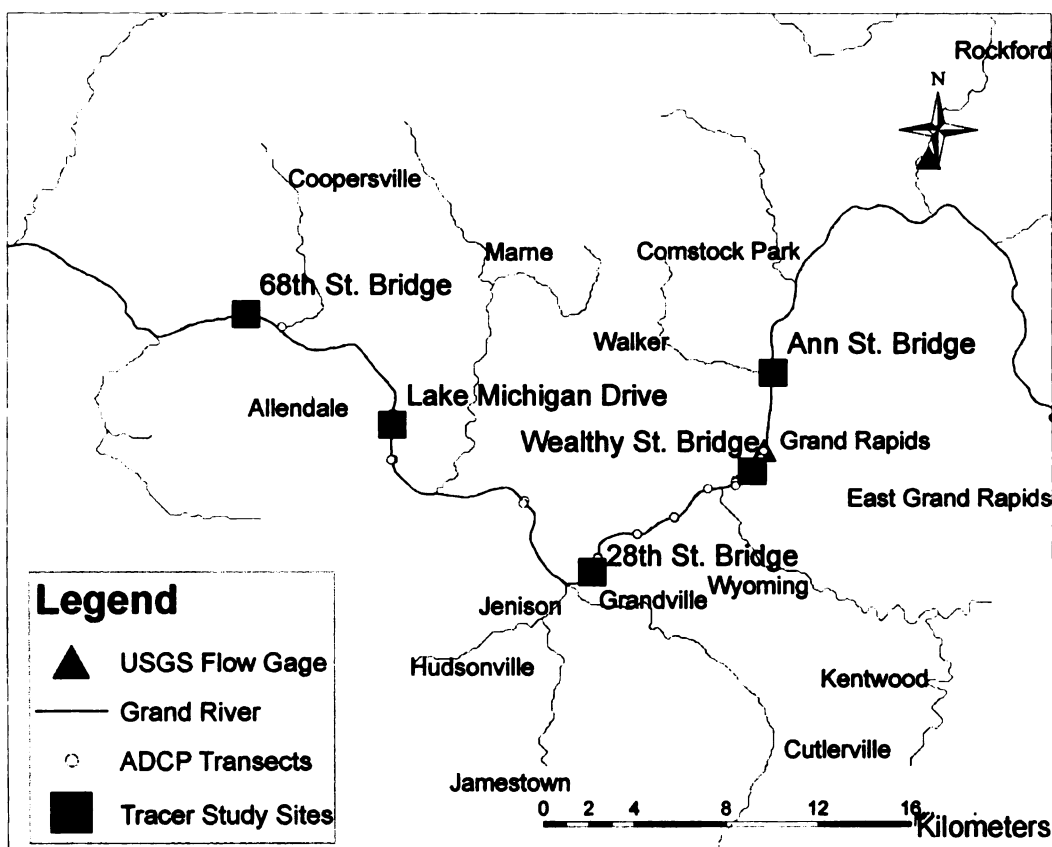 Rockford
N
Coopersville
Marne
Comstock Park
68th St. Bridge
Walker
Ann St. Bridge
Allendale
Lake Michigan Drive
Wealthy St. Bridge
Grand Rapids
East Grand Rapids
28th St. Bridge
Wyoming
Grandville
Jenison
Hudsonville
Kentwood
Cutlerville
Jamestown
Legend
USGS Flow Gage
Grand River
ADCP Transects
Tracer Study Sites
0 2 4 8 12 16
Kilometers